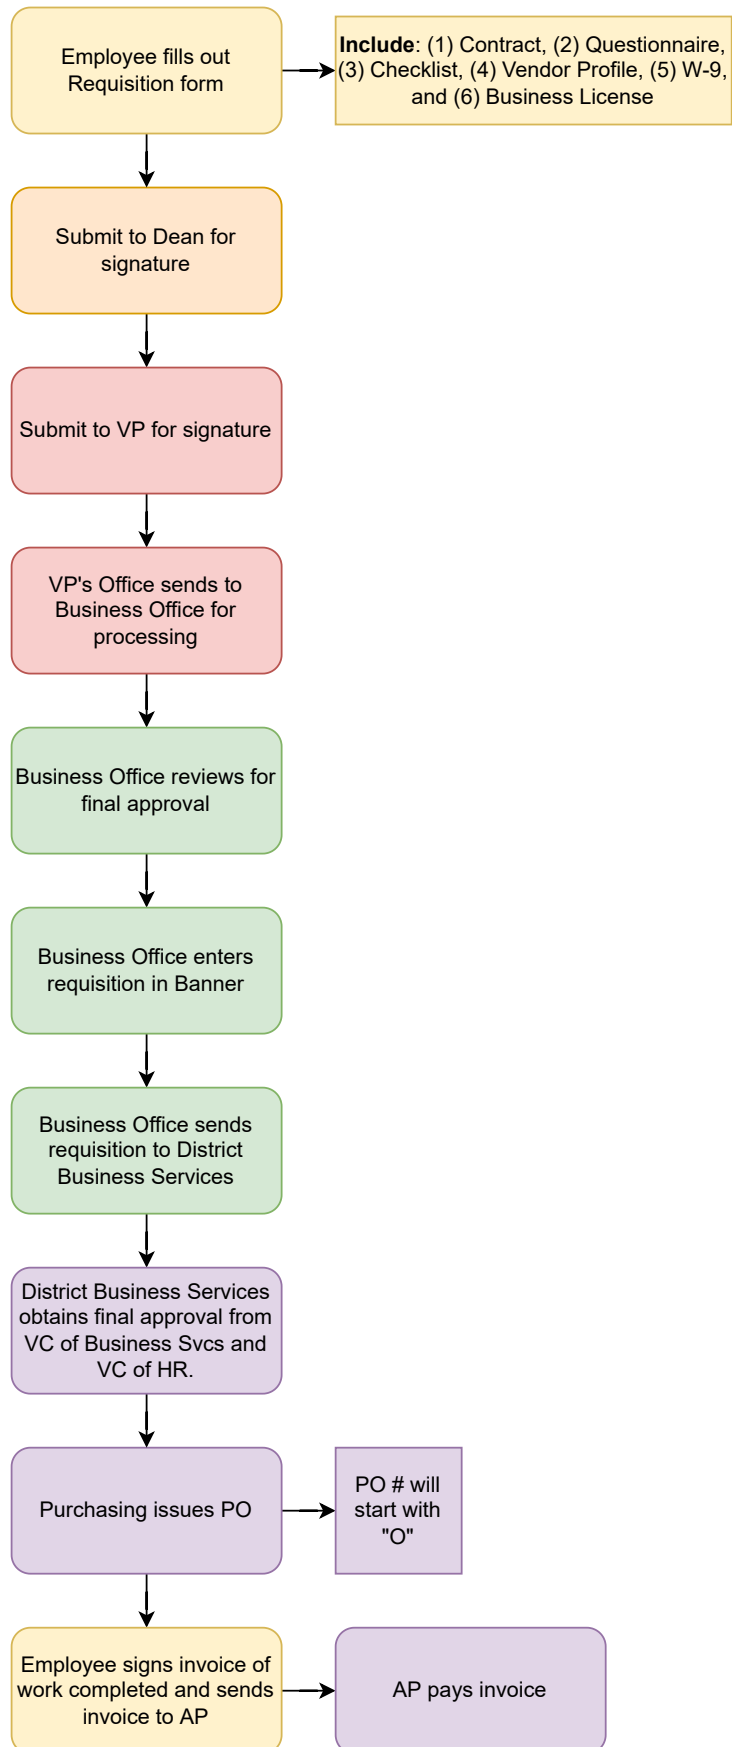 Employee fills out
Requisition form
Include: (1) Contract, (2) Questionnaire,
(3) Checklist, (4) Vendor Profile, (5) W-9,
and (6) Business License
Submit to Dean for
signature
Submit to VP for signature
VP's Office sends to
Business Office for
processing
Business Office reviews for
final approval
Business Office enters
requisition in Banner
Business Office sends
requisition to District
Business Services
District Business Services
obtains final approval from
VC of Business Svcs and
VC of HR.
Purchasing issues PO
PO # will
start with
"O"
Employee signs invoice of
work completed and sends
invoice to AP
AP pays invoice